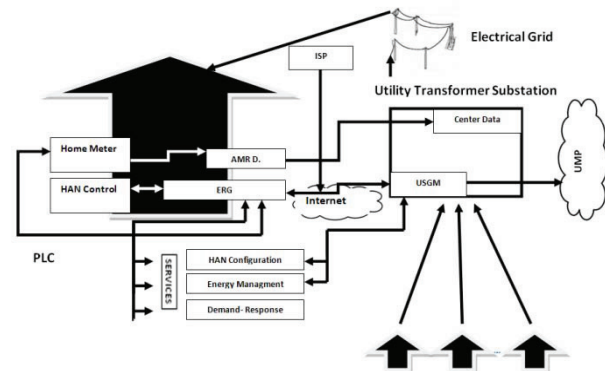 Electrical Grid
ISP
Utility Transformer Substation
Center Data
Home Meter
AMR D.
HAN Control
ERG
Internet
USGM
UMP
PLC
SERVICES
HAN Configuration
Energy Managment
Demand- Response